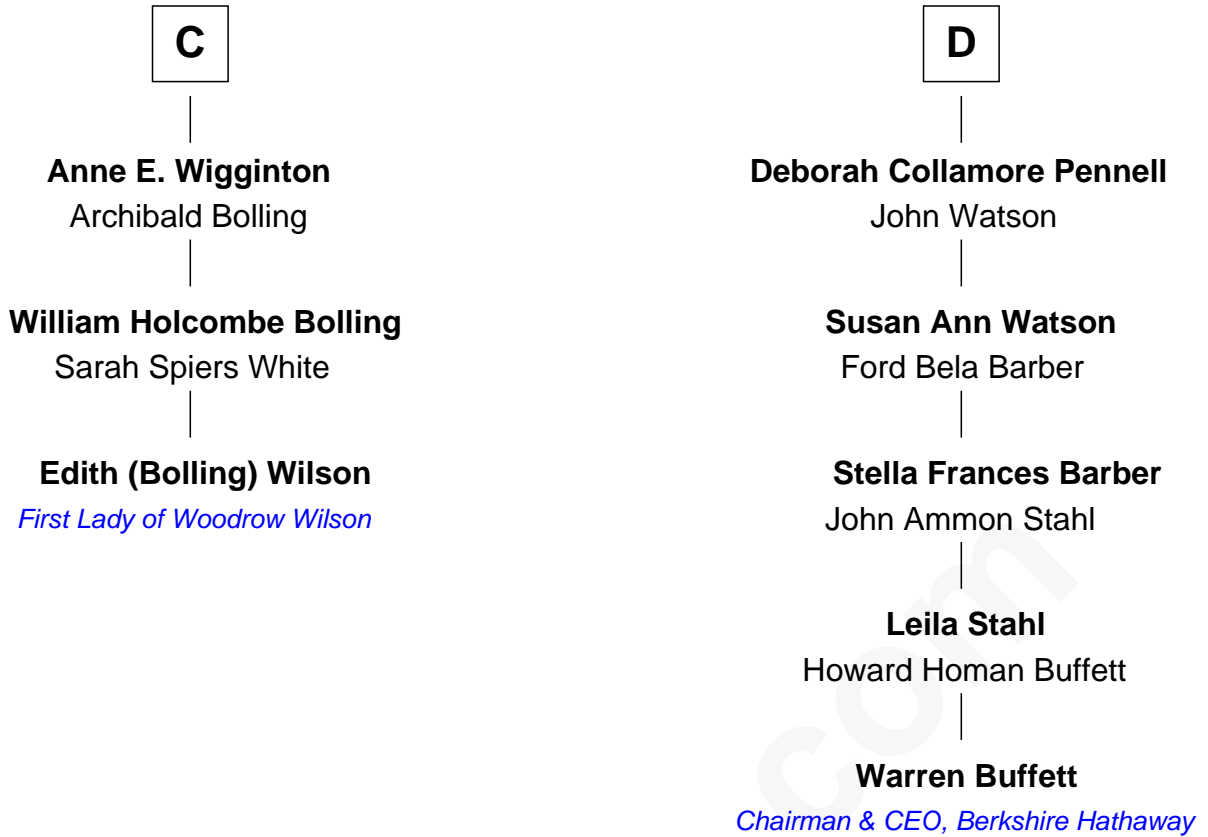 C
Anne E. Wigginton
Archibald Bolling
William Holcombe Bolling
Sarah Spiers White
Edith (Bolling) Wilson
First Lady of Woodrow Wilson
D
Deborah Collamore Pennell
John Watson
Susan Ann Watson
Ford Bela Barber
Stella Frances Barber
John Ammon Stahl
Leila Stahl
Howard Homan Buffett
Warren Buffett
Chairman & CEO, Berkshire Hathaway
com